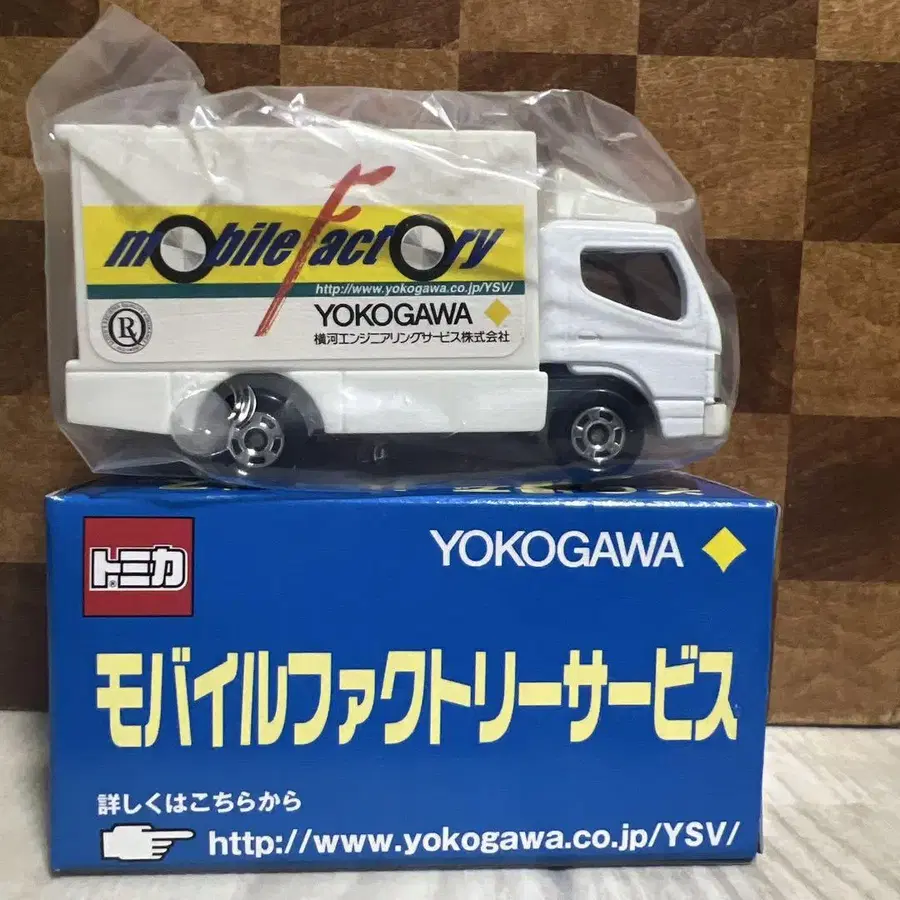 mobile Factory
http://www.yokogawa.co.jp/YSV/
YOKOGAWA
横河エンジニアリングサービス株式会社
R
トミカ
YOKOGAWA
モバイルファクトリーサービス
詳しくはこちらから
http://www.yokogawa.co.jp/YSV/